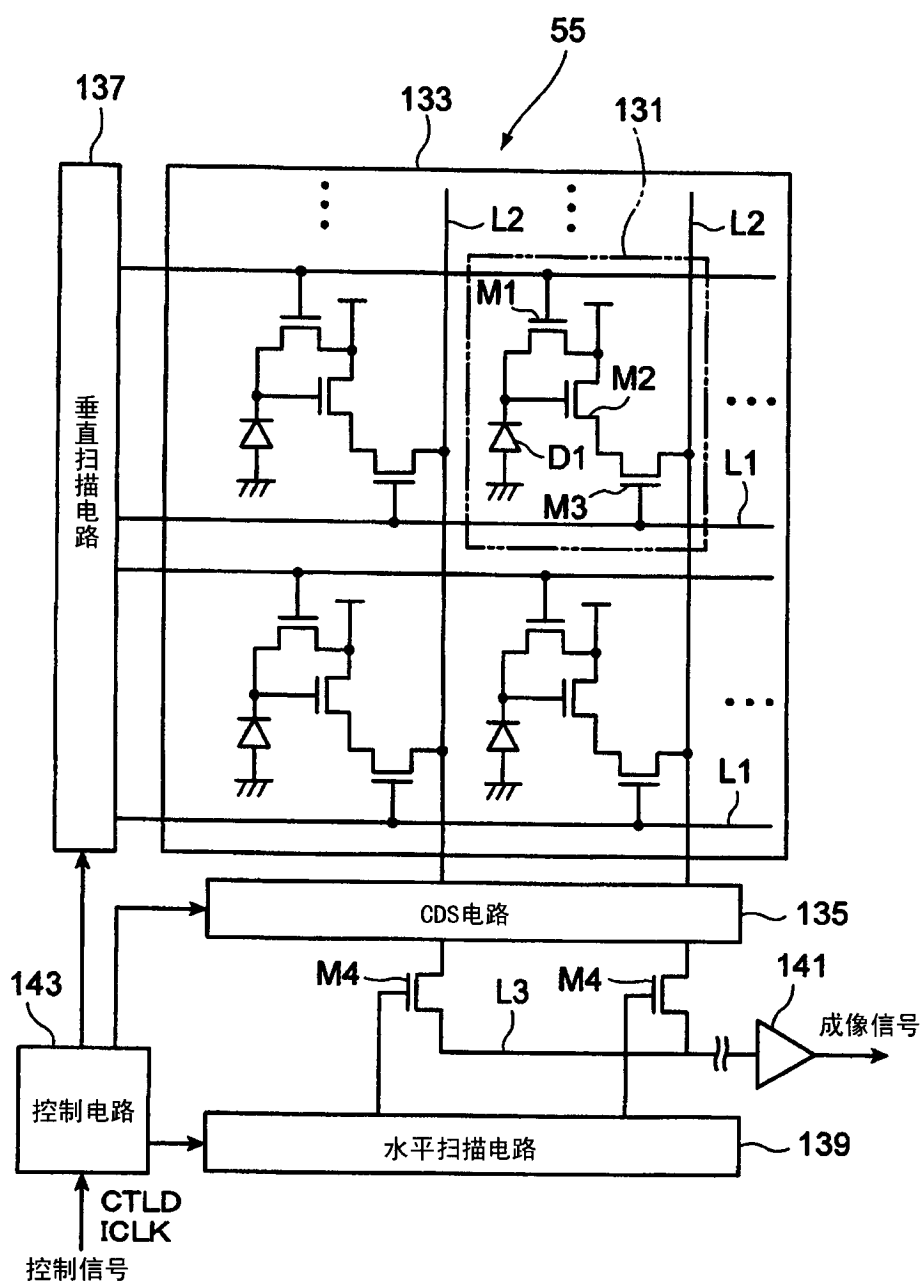 55
137
133
131
L2
L2
M1
M2
垂直扫描电路
D1
L1
M3
L1
CDS电路
135
M4
M4
141
143
L3
成像信号
控制电路
水平扫描电路
139
CTLD
ICLK
控制信号